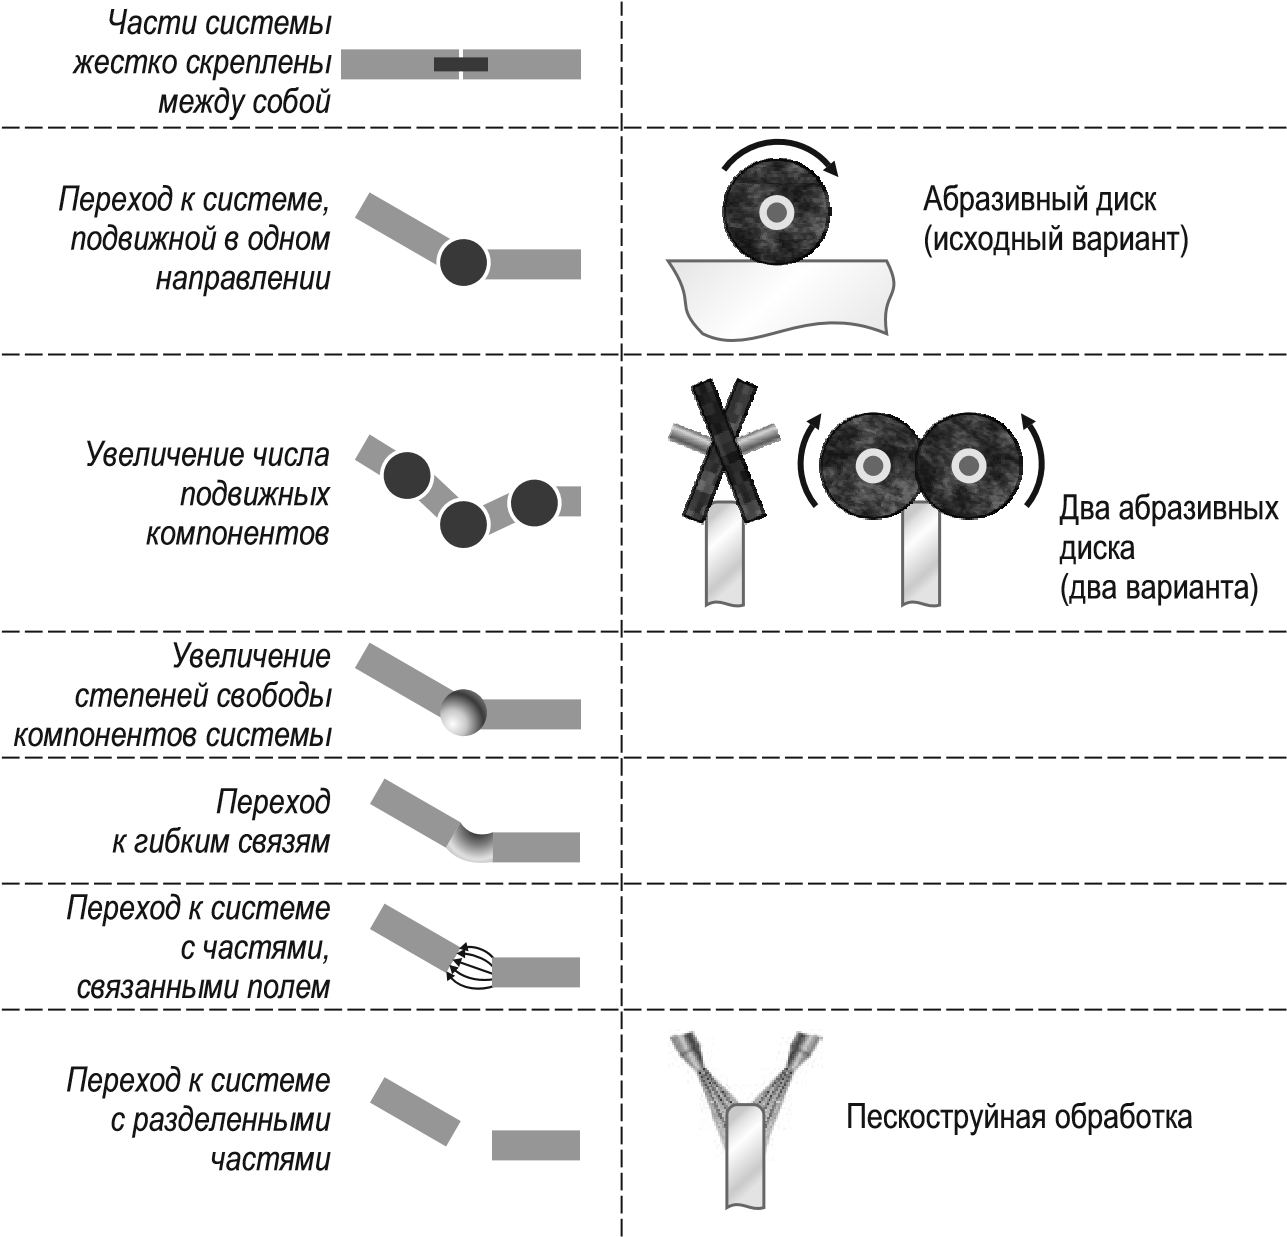 Части системы
жестко скреплены
между собой
Переход к системе,
подвижной в одном
направлении
Абразивный диск
(исходный вариант)
Увеличение числа
подвижных
компонентов
Два абразивных
диска
(два варианта)
Увеличение
степеней свободы
компонентов системы
Переход
к гибким связям
Переход к системе
с частями,
связанными полем
Переход к системе
с разделенными
частями
Пескоструйная обработка